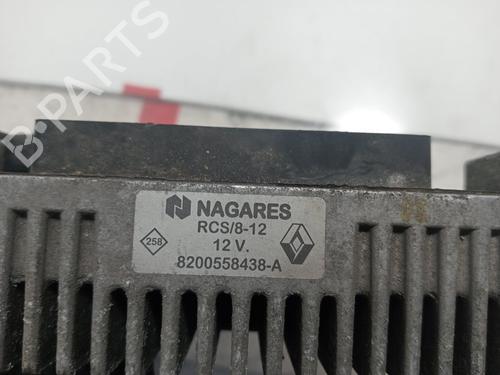 B-PARTS
NAGARES
RCS/8-12
258
12 V.
8200558438-A